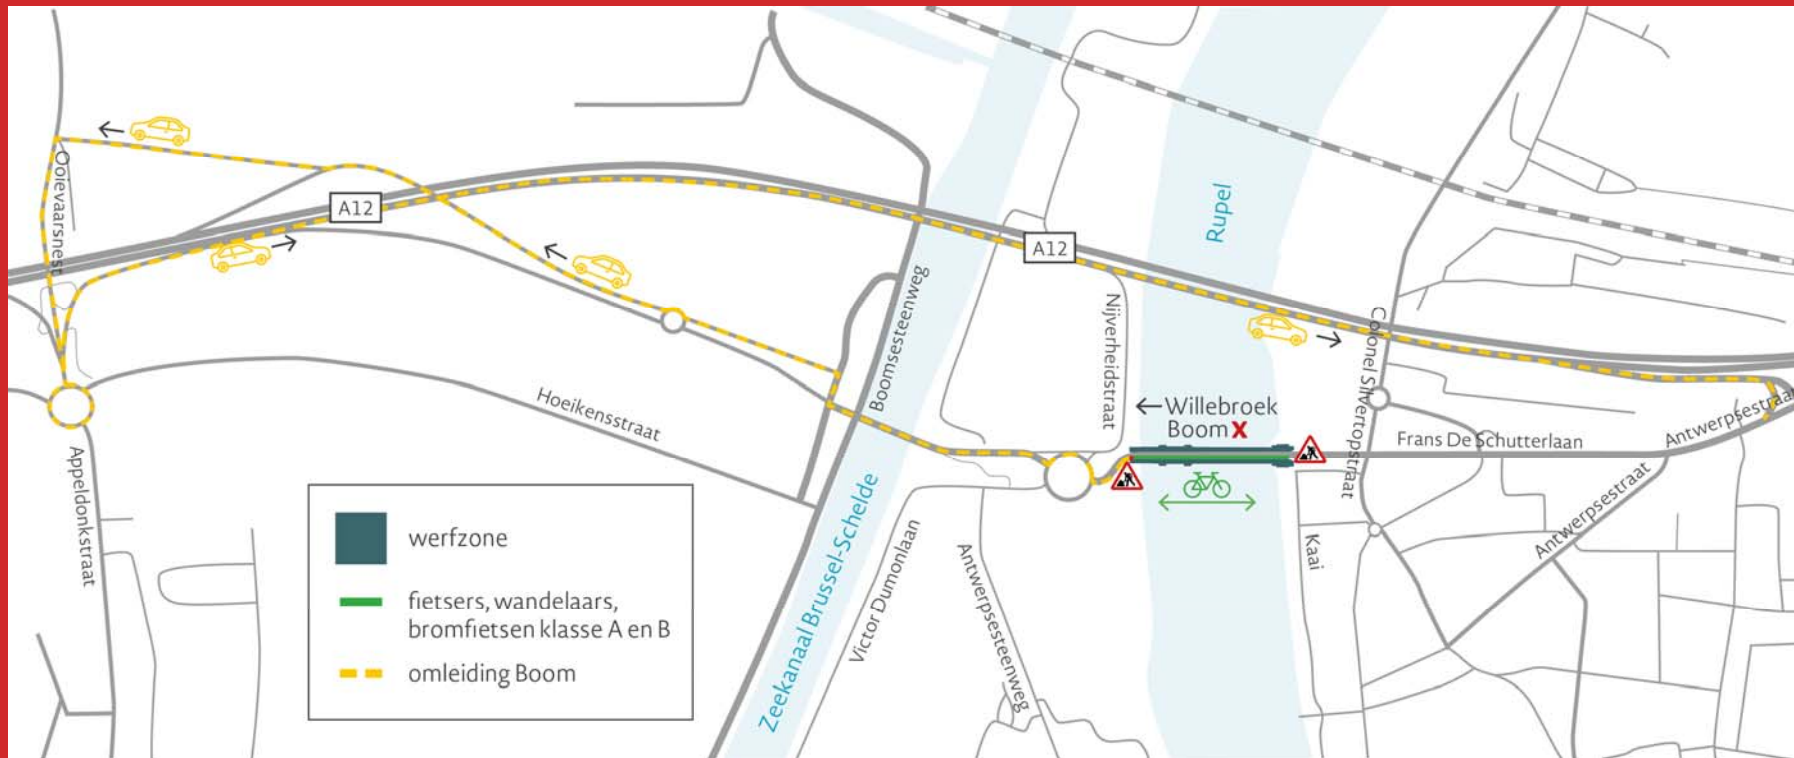 Ooievaarsnest
A12
A12
Rupel
Boomsesteenweg
Nijverheidstraat
Colonel Silvertopstraat
←Willebroek
Boom X
Hoeikensstraat
Frans De Schutterlaan
Antwerpsestraat
Antwerpsestraat
Appeldonkstraat
Zeekanaal Brussel-Schelde
Victor Dumonlaan
Antwerpsesteenweg
Kaai
werfzone
fietsers, wandelaars,
bromfietsen klasse A en B
omleiding Boom